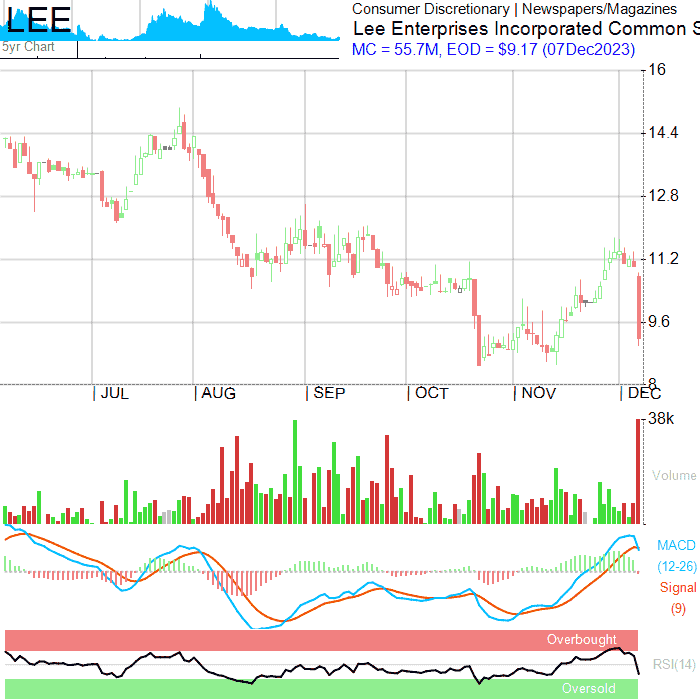 LEE
5yr Chart
Consumer Discretionary | Newspapers/Magazines
Lee Enterprises Incorporated Common S
MC = 55.7M, EOD = $9.17 (07Dec2023)
16
14.4
12.8
11.2
9.6
8
JUL AUG SEP OCT NOV DEC
38k
Volume
MACD
(12-26)
Signal
(9)
Overbought
RSI(14)
Oversold